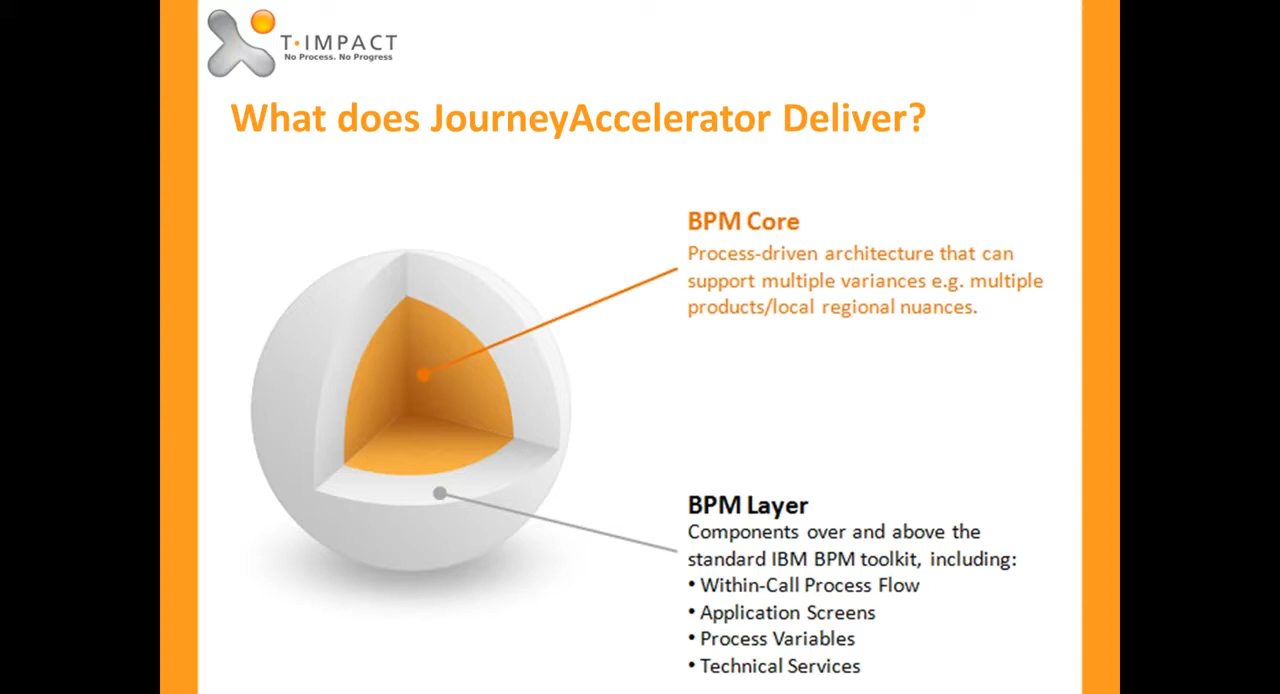 T·IMPACT
No Process. No Progress
What does JourneyAccelerator Deliver?
BPM Core
Process-driven architecture that can
support multiple variances e.g. multiple
products/local regional nuances.
BPM Layer
Components over and above the
standard IBM BPM toolkit, including:
• Within-Call Process Flow
• Application Screens
• Process Variables
• Technical Services